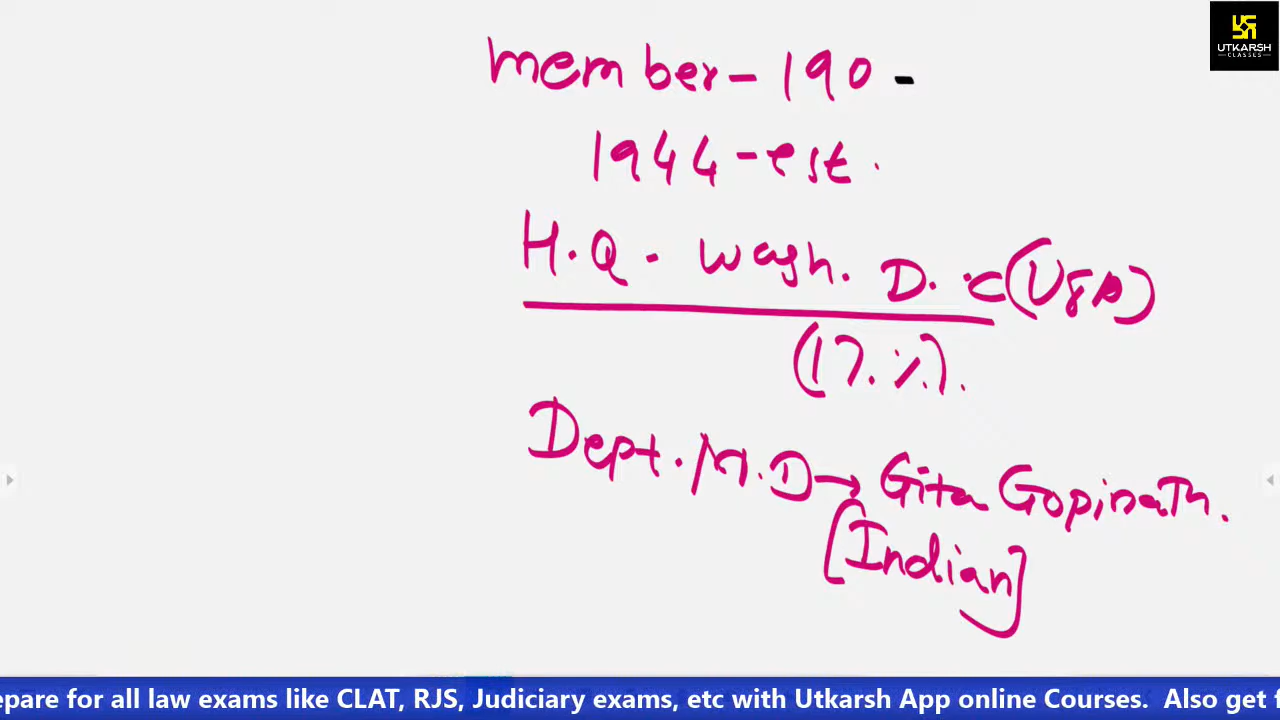 UTKARSH
CLASSES
member - 190 -
1944 - est.
H.Q. Wash. D.C (USA)
(17.%).
Dept. M.D → Gita Gopinath.
[Indian]
epare for all law exams like CLAT, RJS, Judiciary exams, etc with Utkarsh App online Courses. Also get f